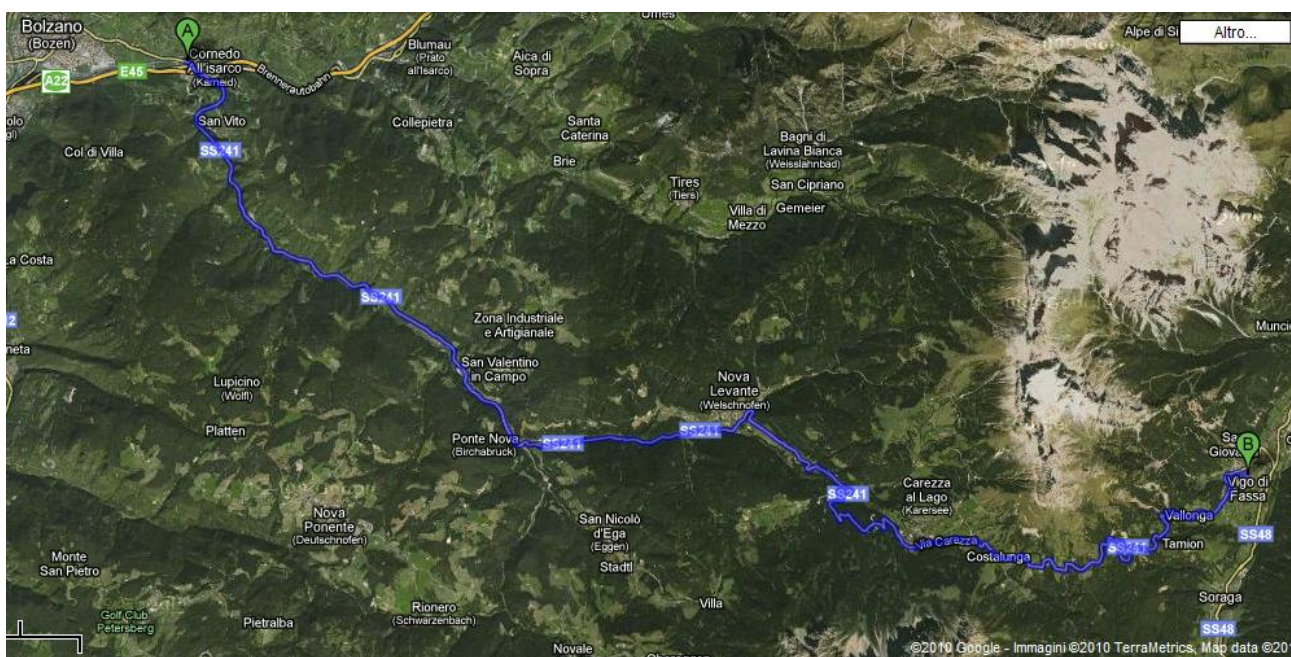 Bolzano
(Bozen)
A22
E45
A
Cornedo
All'isarco
(Karneid)
Brennerautobahn
Blumau
(Prato
all'Isarco)
Aica di
Sopra
Alpe di Si
Altro...
San Vito
SS241
Col di Villa
Collepietra
Santa
Caterina
Brie
Bagni di
Lavina Bianca
(Weisslahnbad)
Tires
(Tiers)
San Cipriano
Gemeier
Villa di
Mezzo
La Costa
SS241
Zona Industriale
e Artigianale
San Valentino
in Campo
Lupicino
(Wolfl)
Platten
Nova
Levante
(Welschnofen)
Ponte Nova
(Birchabruck)
SS241
SS241
B
Vigo di
Fassa
Carezza
al Lago
(Karersee)
SS241
Nova
Ponente
(Deutschnofen)
San Nicolò
d'Ega
(Eggen)
Stadtl
Via Carezza
Costalunga
SS241
Vallonga
Tamion
SS48
Monte
San Pietro
Golf Club
Petersberg
Pietralba
Rionero
(Schwarzenbach)
Villa
Soraga
SS48
Novale
©2010 Google - Immagini ©2010 TerraMetrics, Map data ©201